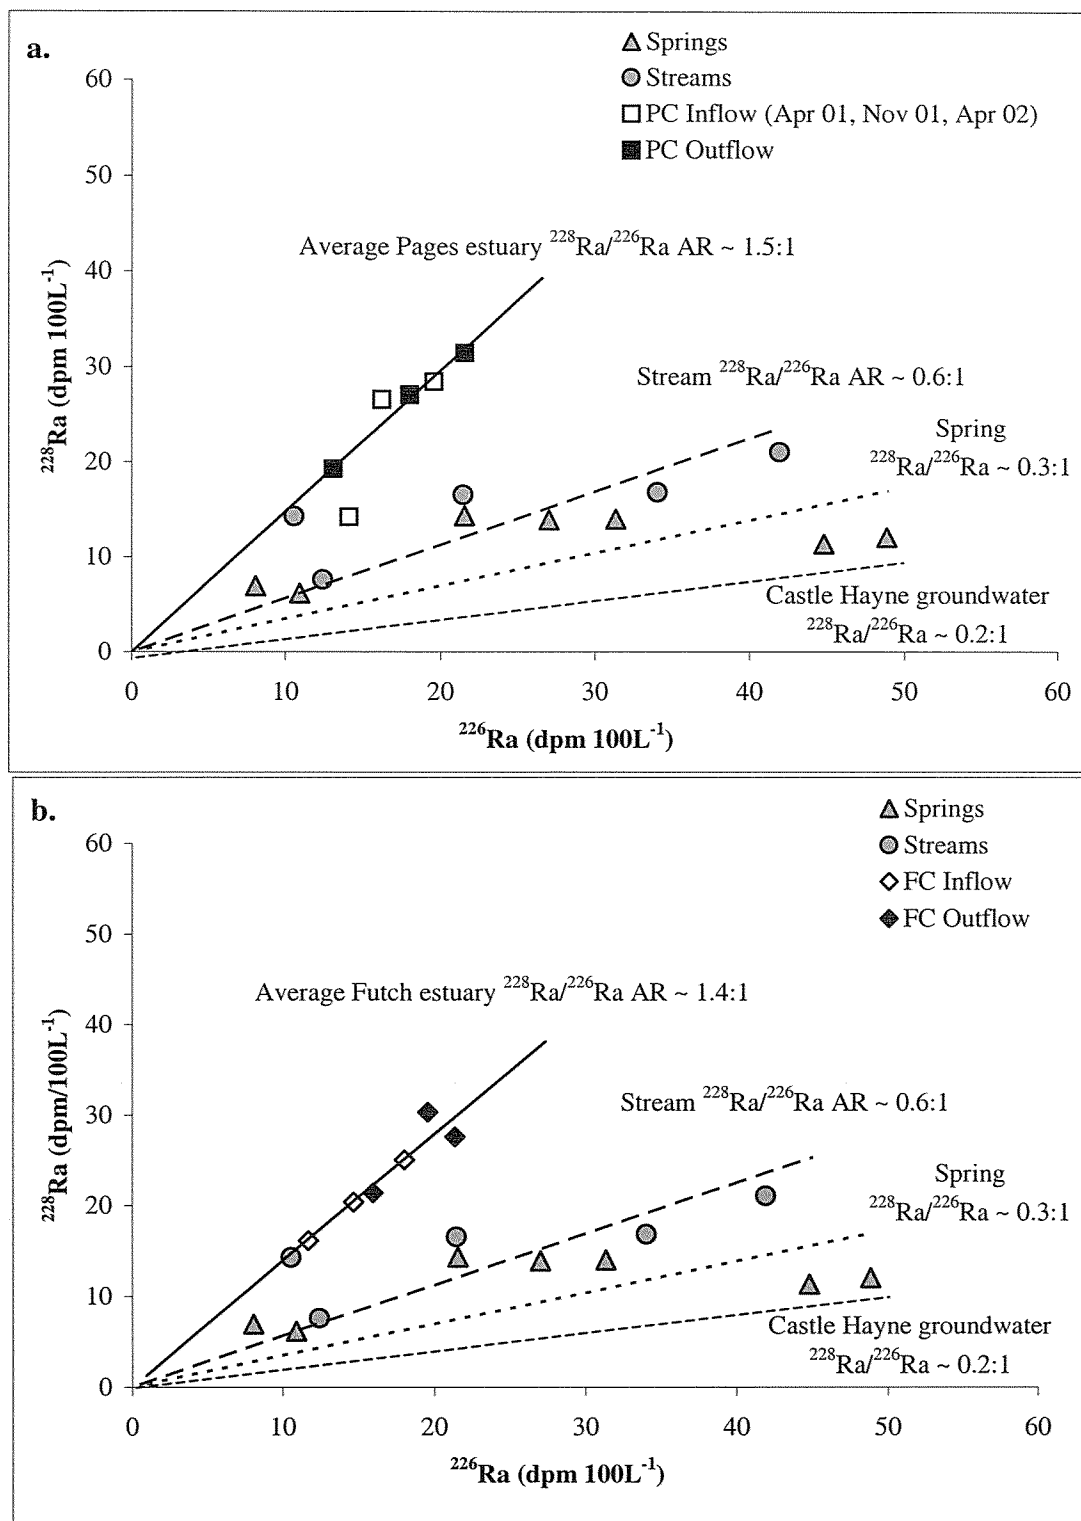 a.
Springs
Streams
PC Inflow (Apr 01, Nov 01, Apr 02)
PC Outflow
60
50
40
30
20
10
0
²²⁸Ra (dpm 100L⁻¹)
Average Pages estuary ²²⁸Ra/²²⁶Ra AR ~ 1.5:1
Stream ²²⁸Ra/²²⁶Ra AR ~ 0.6:1
Spring
²²⁸Ra/²²⁶Ra ~ 0.3:1
Castle Hayne groundwater
²²⁸Ra/²²⁶Ra ~ 0.2:1
0 10 20 30 40 50 60
²²⁶Ra (dpm 100L⁻¹)
b.
Springs
Streams
FC Inflow
FC Outflow
60
50
40
30
20
10
0
²²⁸Ra (dpm/100L⁻¹)
Average Futch estuary ²²⁸Ra/²²⁶Ra AR ~ 1.4:1
Stream ²²⁸Ra/²²⁶Ra AR ~ 0.6:1
Spring
²²⁸Ra/²²⁶Ra ~ 0.3:1
Castle Hayne groundwater
²²⁸Ra/²²⁶Ra ~ 0.2:1
0 10 20 30 40 50 60
²²⁶Ra (dpm 100L⁻¹)